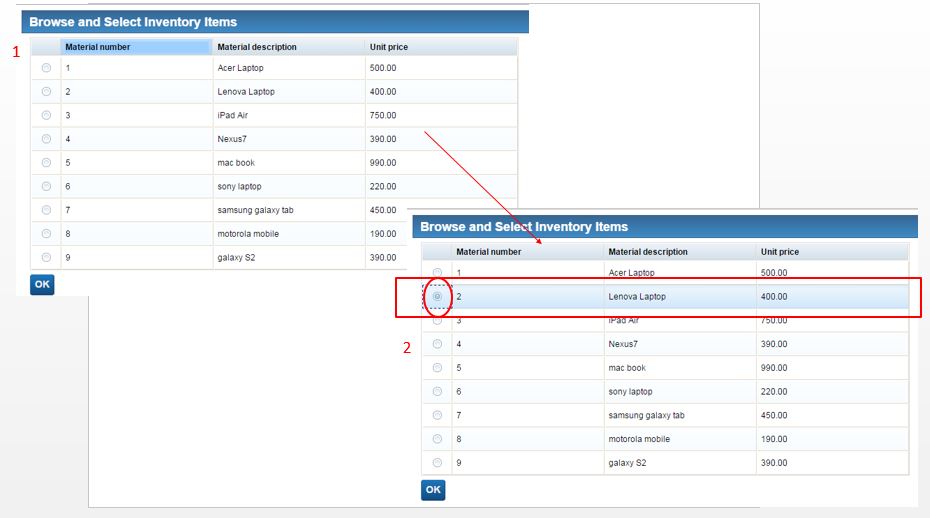 Browse and Select Inventory Items
1
Material number Material description Unit price
1 Acer Laptop 500.00
2 Lenova Laptop 400.00
3 iPad Air 750.00
4 Nexus7 390.00
5 mac book 990.00
6 sony laptop 220.00
7 samsung galaxy tab 450.00
8 motorola mobile 190.00
9 galaxy S2 390.00
OK
Browse and Select Inventory Items
Material number Material description Unit price
1 Acer Laptop 500.00
2 Lenova Laptop 400.00
3 iPad Air 750.00
2
4 Nexus7 390.00
5 mac book 990.00
6 sony laptop 220.00
7 samsung galaxy tab 450.00
8 motorola mobile 190.00
9 galaxy S2 390.00
OK